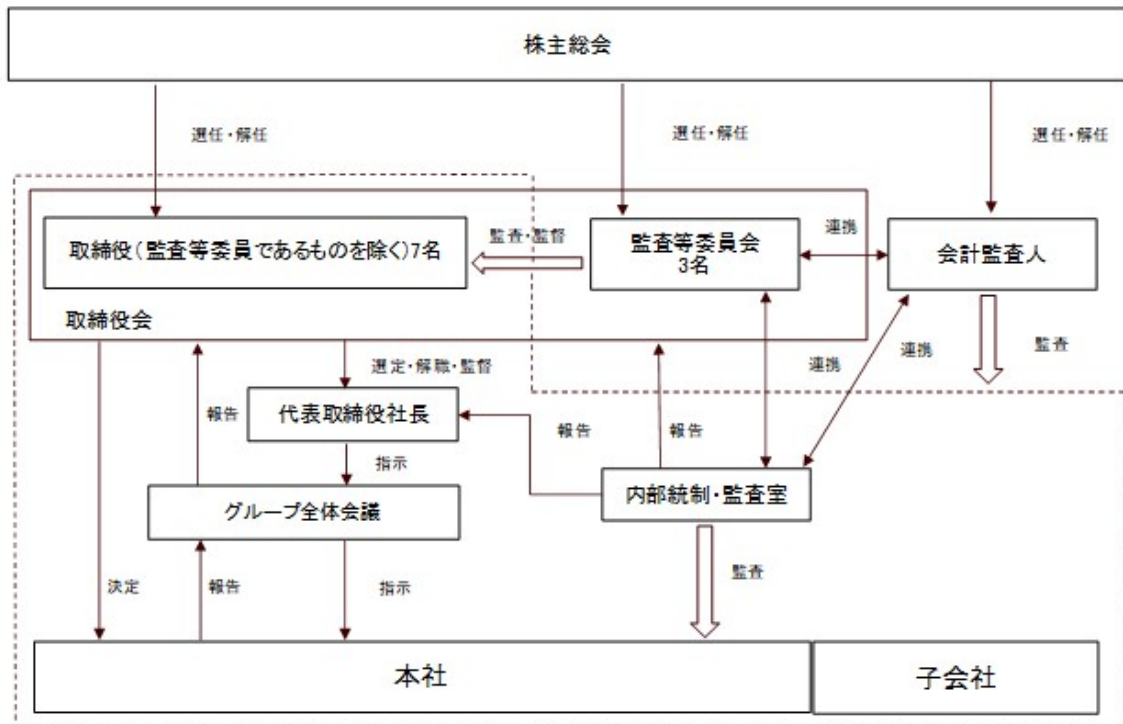 株主総会
選任・解任
選任・解任
選任・解任
取締役(監査等委員であるものを除く)7名
監査・監督
監査等委員会
3名
連携
会計監査人
取締役会
選定・解職・監督
連携
連携
監査
報告
代表取締役社長
報告
報告
指示
グループ全体会議
内部統制・監査室
決定
報告
指示
監査
本社
子会社